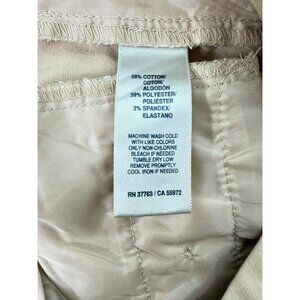 58% COTTON/
COTON/
ALGODÓN
39% POLYESTER/
POLIÉSTER
3% SPANDEX/
ELASTANO
MACHINE WASH COLD
WITH LIKE COLORS
ONLY NON-CHLORINE
BLEACH IF NEEDED
TUMBLE DRY LOW
REMOVE PROMPTLY
COOL IRON IF NEEDED
RN 37763 / CA 55972